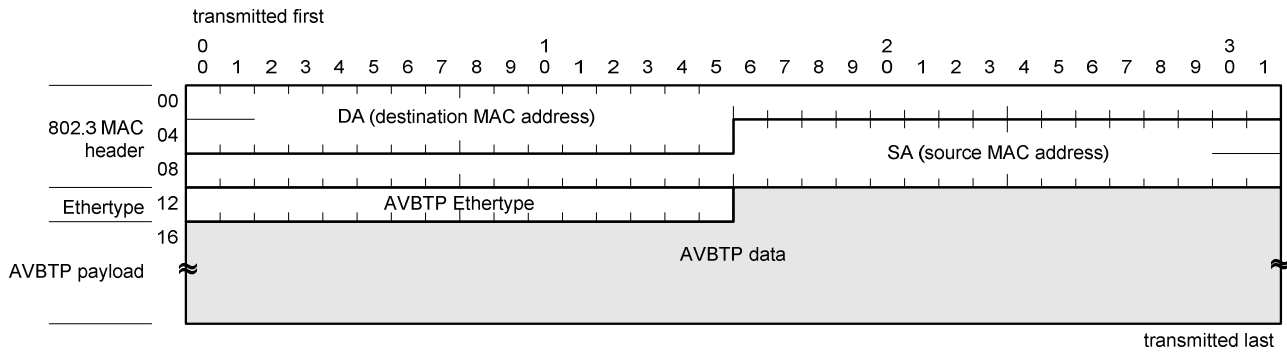 transmitted first
0 1 2 3
0 1 2 3 4 5 6 7 8 9 0 1 2 3 4 5 6 7 8 9 0 1 2 3 4 5 6 7 8 9 0 1
00
DA (destination MAC address)
802.3 MAC
header
04
SA (source MAC address)
08
Ethertype
12
AVBTP Ethertype
16
AVBTP data
AVBTP payload
transmitted last